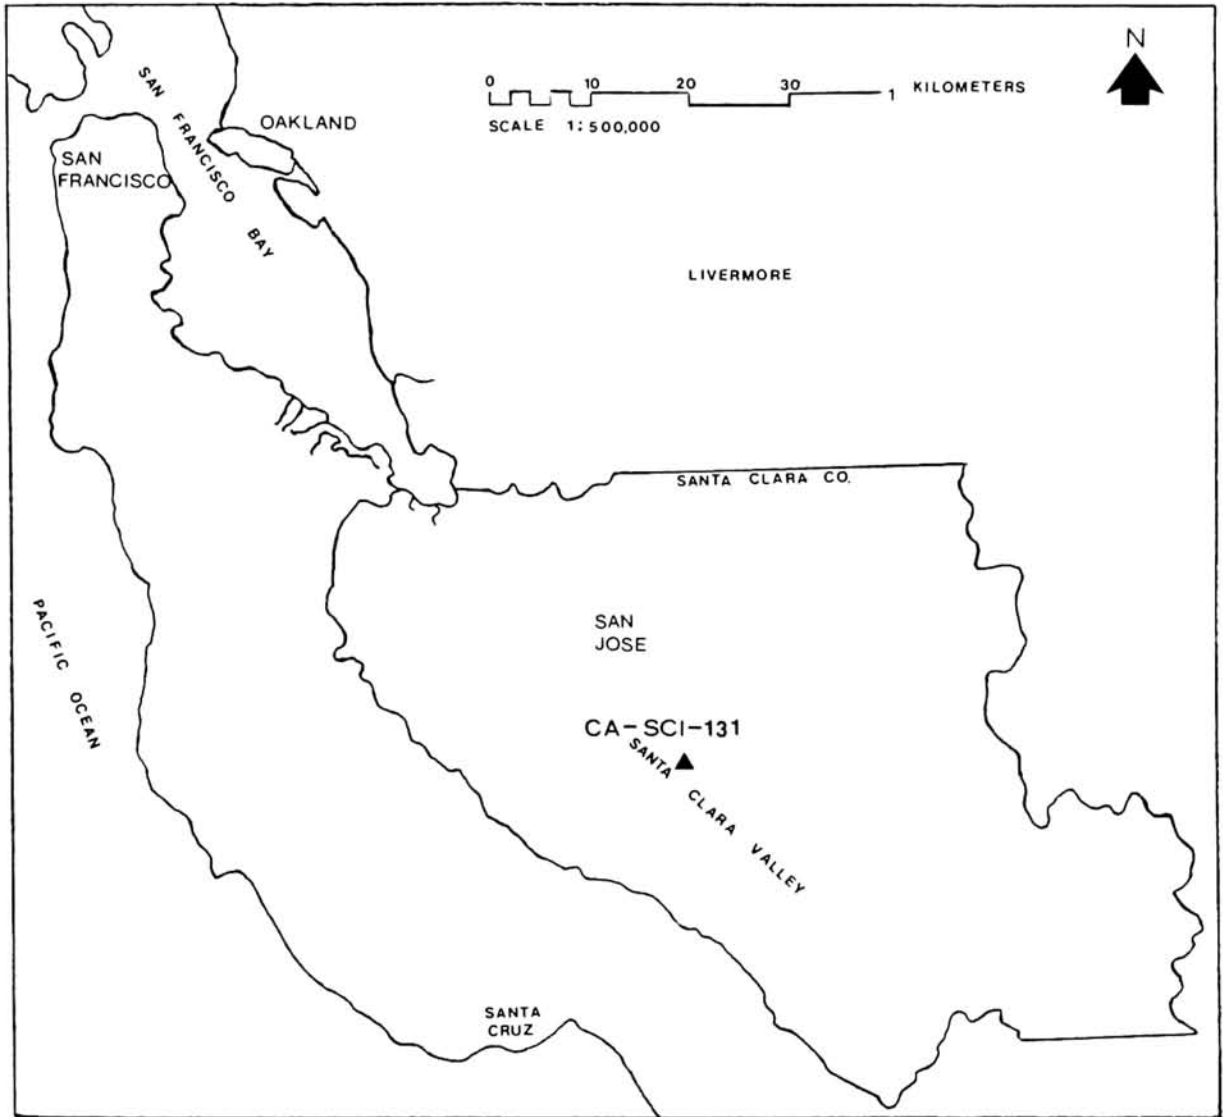 N
0 10 20 30 1 KILOMETERS
SCALE 1:500,000
SAN FRANCISCO BAY
OAKLAND
SAN
FRANCISCO
LIVERMORE
SANTA CLARA CO.
PACIFIC OCEAN
SAN
JOSE
CA-SCI-131
SANTA CLARA VALLEY
SANTA
CRUZ